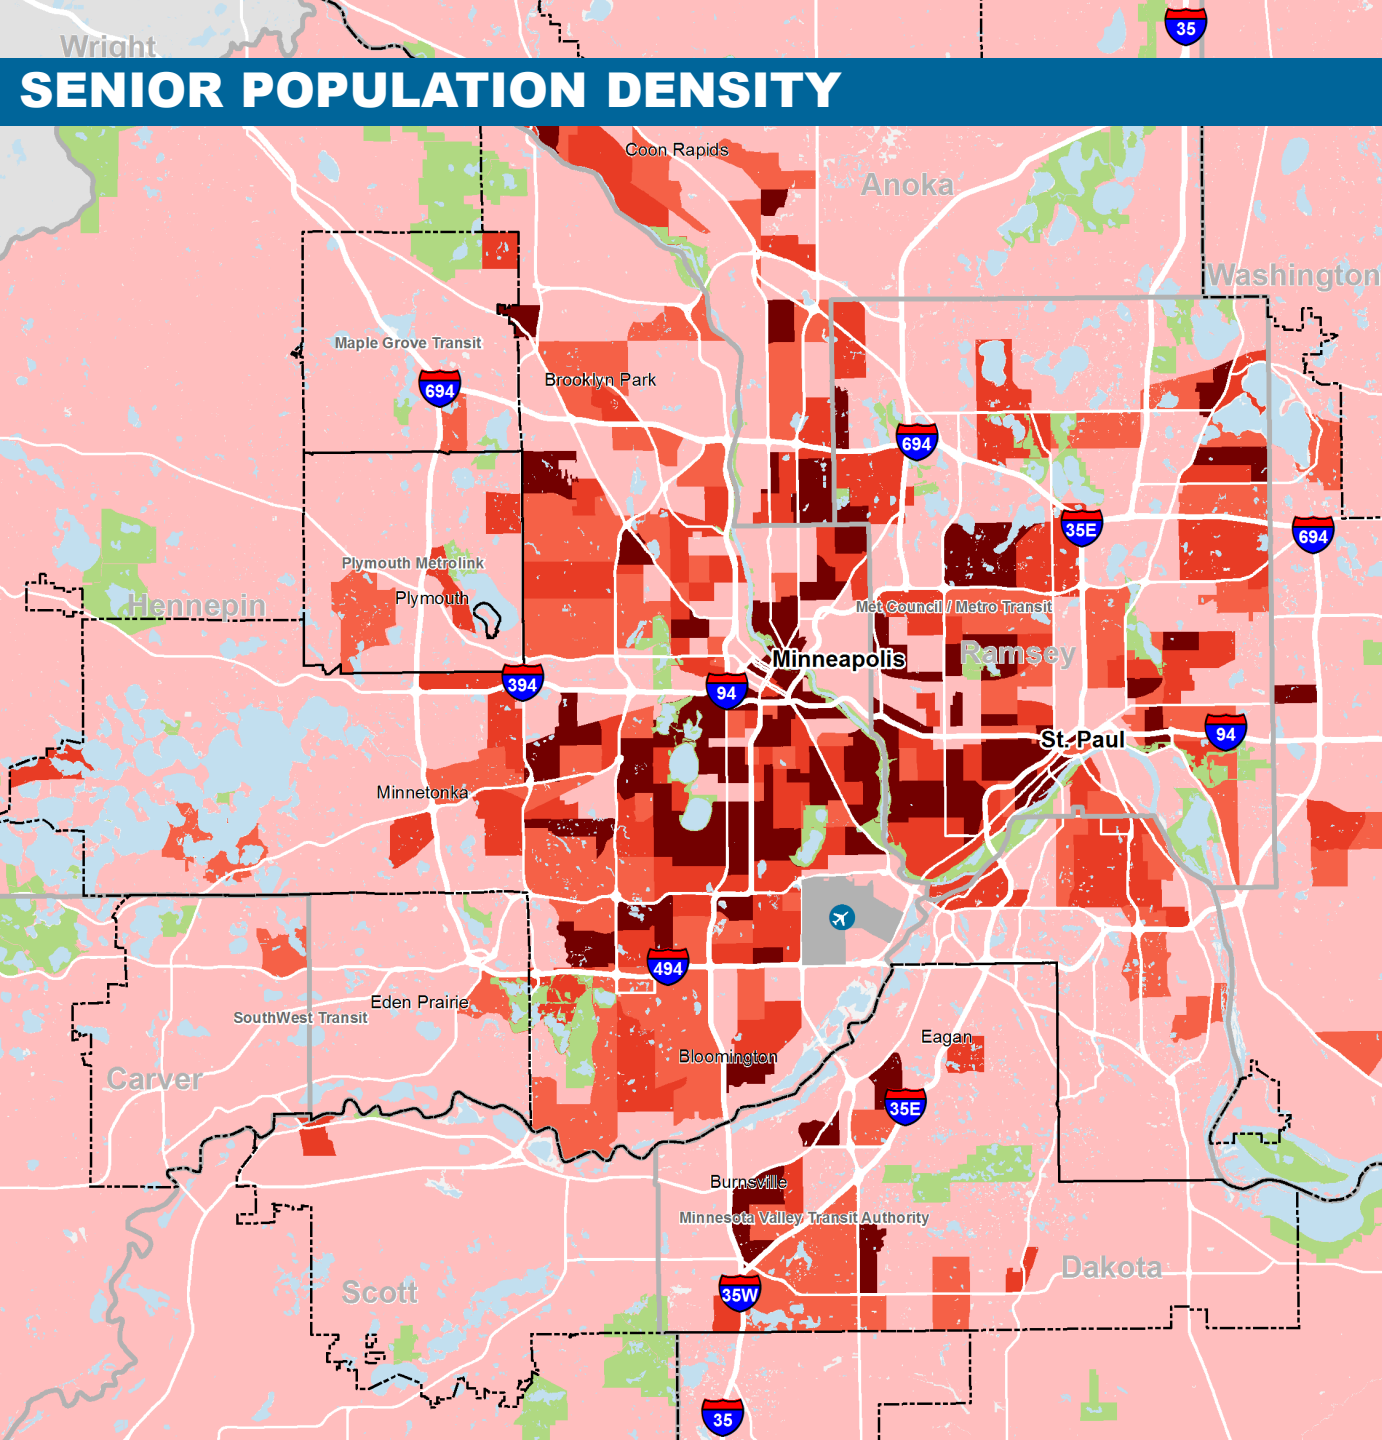 35
Wright
SENIOR POPULATION DENSITY
Coon Rapids
Anoka
Washington
Maple Grove Transit
694
Brooklyn Park
694
35E
694
Plymouth Metrolink
Plymouth
Hennepin
Met Council / Metro Transit
Ramsey
Minneapolis
394
94
94
St. Paul
Minnetonka
494
Eden Prairie
SouthWest Transit
Eagan
Bloomington
Carver
35E
Burnsville
Minnesota Valley Transit Authority
Dakota
Scott
35W
35